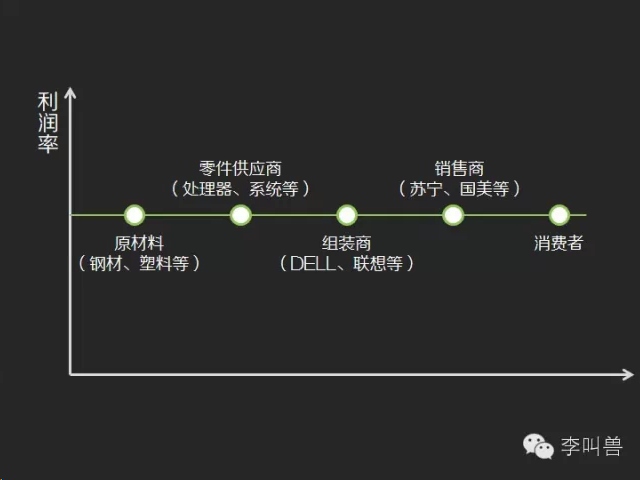 利润率
零件供应商
（处理器、系统等）
销售商
（苏宁、国美等）
原材料
（钢材、塑料等）
组装商
（DELL、联想等）
消费者
李叫兽